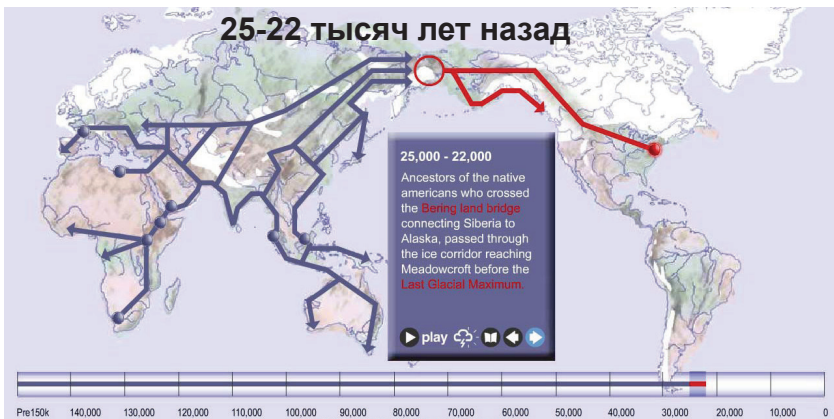 25-22 тысяч лет назад
25,000 - 22,000
Ancestors of the native
americans who crossed
the Bering land bridge
connecting Siberia to
Alaska, passed through
the ice corridor reaching
Meadowcroft before the
Last Glacial Maximum.
play
Pre150k 140,000 130,000 120,000 110,000 100,000 90,000 80,000 70,000 60,000 50,000 40,000 30,000 20,000 10,000 0